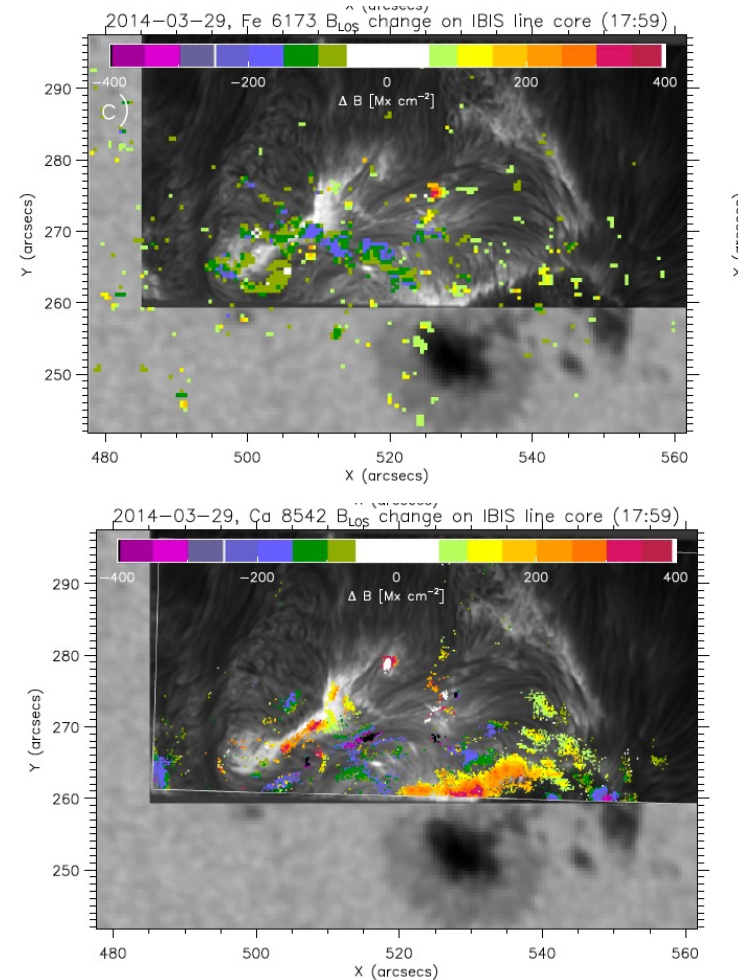 X (arcsecs)
2014−03−29, Fe 6173 B_LOS change on IBIS line core (17:59)
−400 −200 0 200 400
Δ B [Mx cm⁻²]
C)
290
280
270
260
250
Y (arcsecs)
480 500 520 540 560
X (arcsecs)
2014−03−29, Ca 8542 B_LOS change on IBIS line core (17:59)
−400 −200 0 200 400
Δ B [Mx cm⁻²]
290
280
270
260
250
Y (arcsecs)
480 500 520 540 560
X (arcsecs)